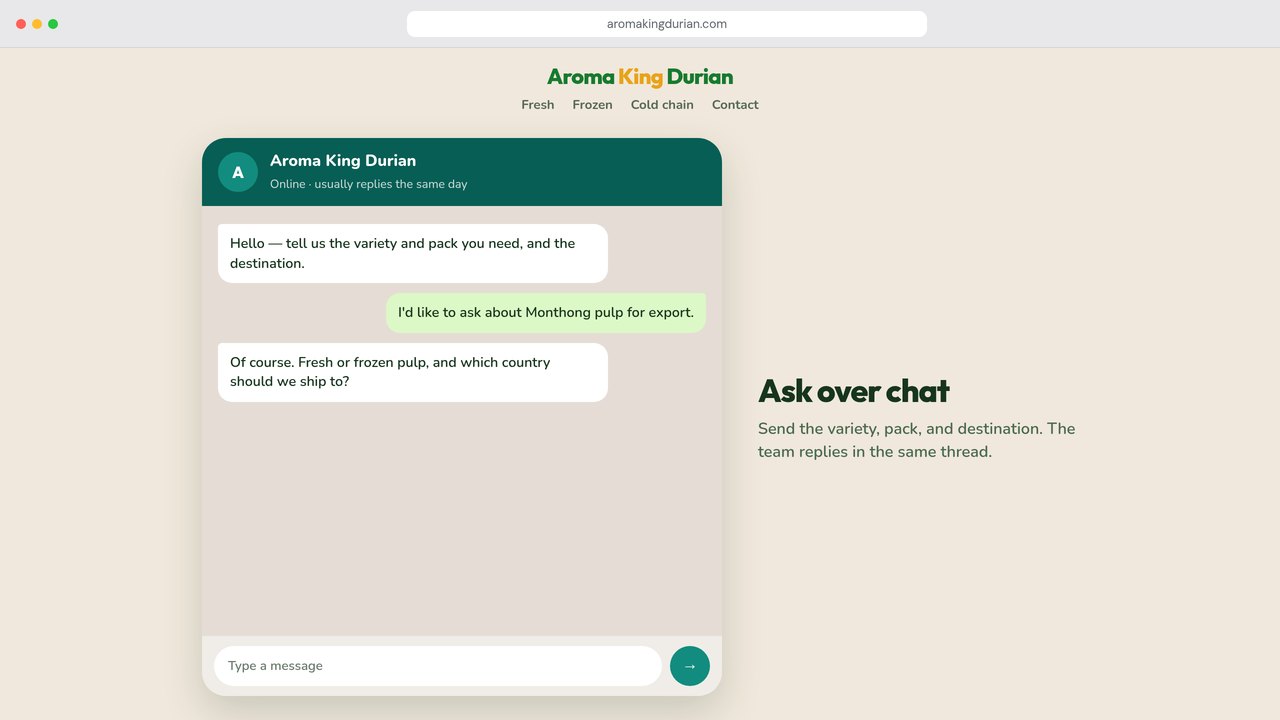 aromakingdurian.com
Aroma King Durian
Fresh Frozen Cold chain Contact
A
Aroma King Durian
Online · usually replies the same day
Hello — tell us the variety and pack you need, and the
destination.
I'd like to ask about Monthong pulp for export.
Of course. Fresh or frozen pulp, and which country
should we ship to?
Type a message
→
Ask over chat
Send the variety, pack, and destination. The
team replies in the same thread.